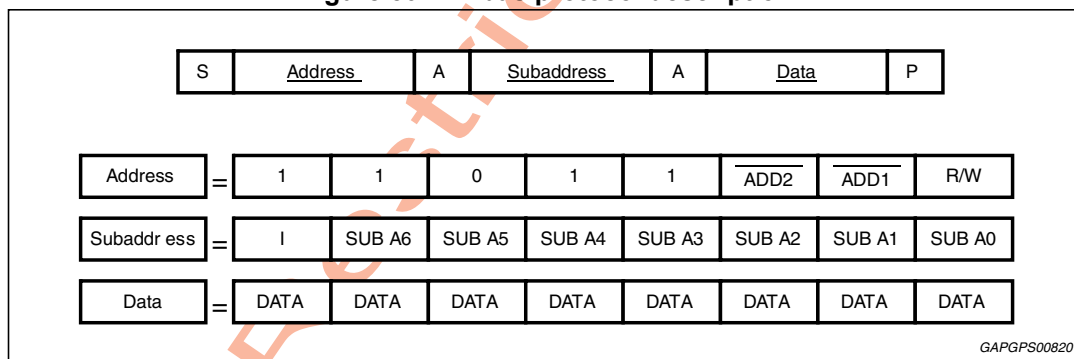 S Address A Subaddress A Data P
Address = 1 1 0 1 1 ADD2 ADD1 R/W
Subaddr ess = I SUB A6 SUB A5 SUB A4 SUB A3 SUB A2 SUB A1 SUB A0
Data = DATA DATA DATA DATA DATA DATA DATA DATA
GAPGPS00820